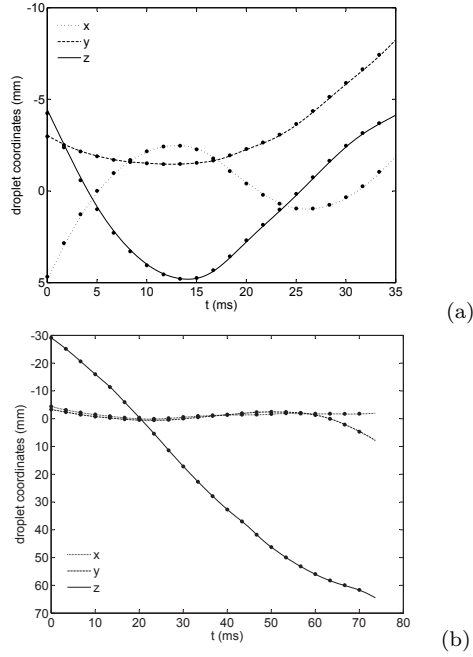 -10
-5
0
5
droplet coordinates (mm)
x
y
z
0 5 10 15 20 25 30 35
t (ms)
(a)
-30
-20
-10
0
10
20
30
40
50
60
70
droplet coordinates (mm)
x
y
z
0 10 20 30 40 50 60 70 80
t (ms)
(b)